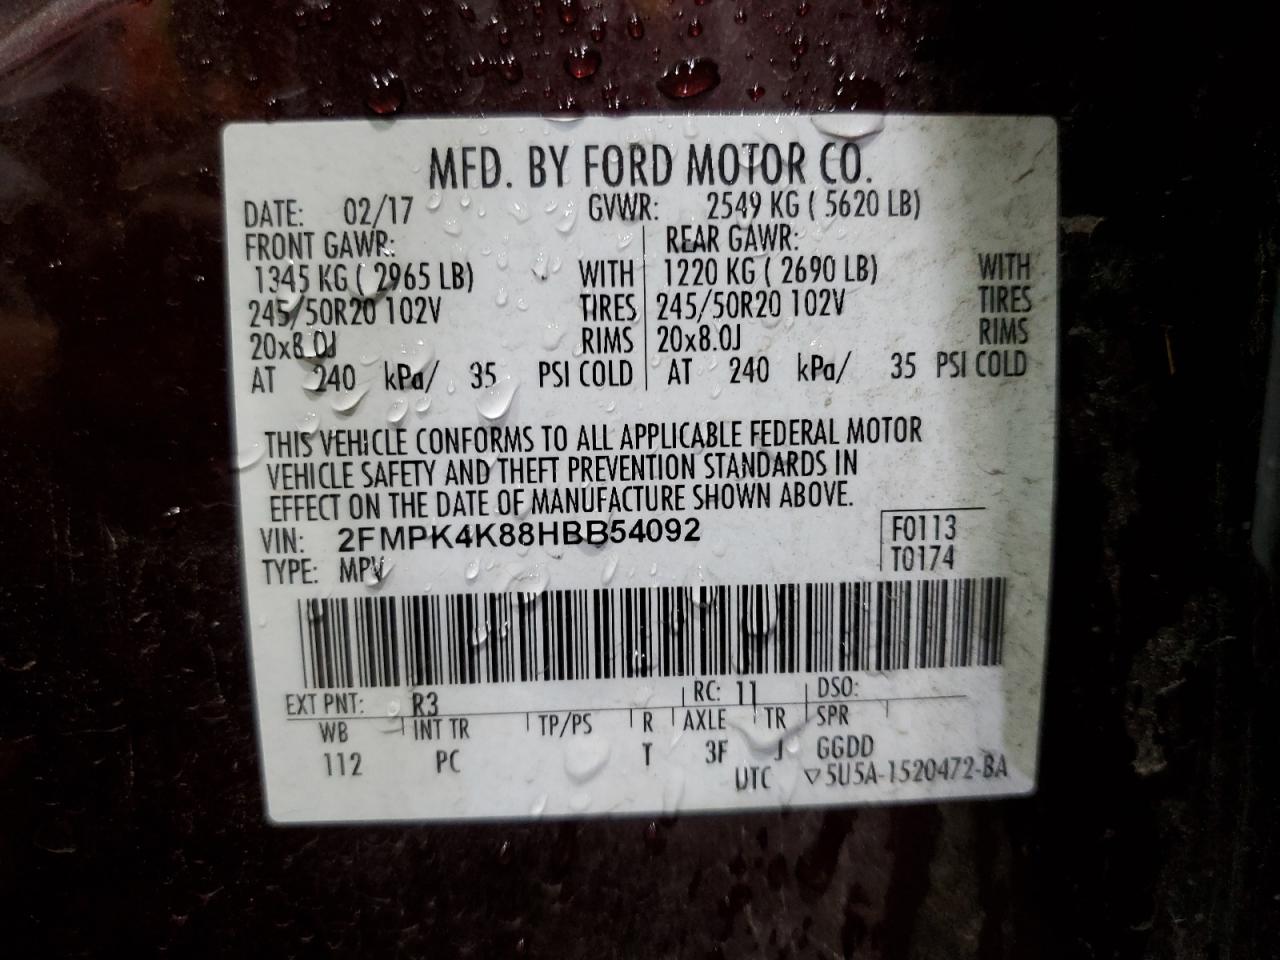 MFD. BY FORD MOTOR CO.
DATE: 02/17 GVWR: 2549 KG ( 5620 LB)
FRONT GAWR: REAR GAWR:
1345 KG ( 2965 LB) WITH 1220 KG ( 2690 LB) WITH
245/50R20 102V TIRES 245/50R20 102V TIRES
20x8.0J RIMS 20x8.0J RIMS
AT 240 kPa/ 35 PSI COLD AT 240 kPa/ 35 PSI COLD
THIS VEHICLE CONFORMS TO ALL APPLICABLE FEDERAL MOTOR
VEHICLE SAFETY AND THEFT PREVENTION STANDARDS IN
EFFECT ON THE DATE OF MANUFACTURE SHOWN ABOVE.
VIN: 2FMPK4K88HBB54092 F0113
TYPE: MPV T0174
EXT PNT: R3 RC: 11 DSO:
WB INT TR TP/PS R AXLE TR SPR
112 PC T 3F J GGDD
UTC ▽5U5A-1520472-BA